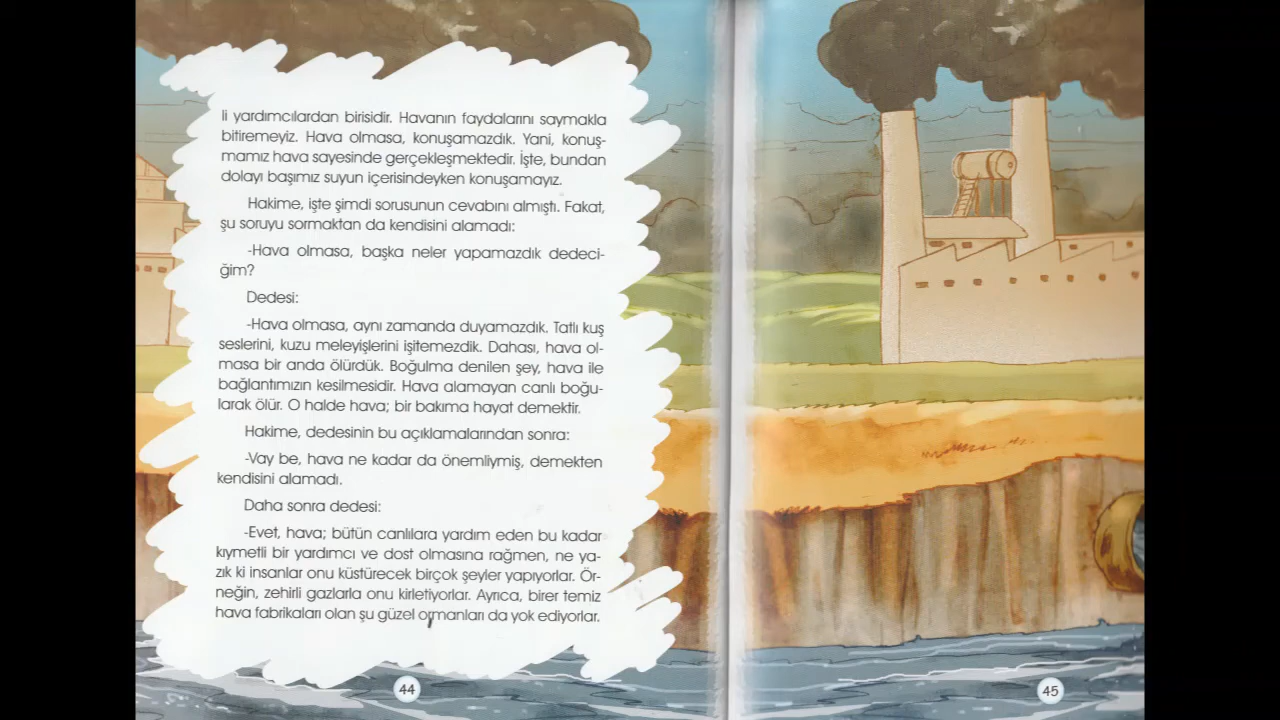 li yardımcılardan birisidir. Havanın faydalarını saymakla
bitiremeyiz. Hava olmasa, konuşamazdık. Yani, konuş-
mamız hava sayesinde gerçekleşmektedir. İşte, bundan
dolayı başımız suyun içerisindeyken konuşamayız.
Hakime, işte şimdi sorusunun cevabını almıştı. Fakat,
şu soruyu sormaktan da kendisini alamadı:
-Hava olmasa, başka neler yapamazdık dedeci-
ğim?
Dedesi:
-Hava olmasa, aynı zamanda duyamazdık. Tatlı kuş
seslerini, kuzu meleyişlerini işitemezdik. Dahası, hava ol-
masa bir anda ölürdük. Boğulma denilen şey, hava ile
bağlantımızın kesilmesidir. Hava alamayan canlı boğu-
larak ölür. O halde hava; bir bakıma hayat demektir.
Hakime, dedesinin bu açıklamalarından sonra:
-Vay be, hava ne kadar da önemliymiş, demekten
kendisini alamadı.
Daha sonra dedesi:
-Evet, hava; bütün canlılara yardım eden bu kadar
kıymetli bir yardımcı ve dost olmasına rağmen, ne ya-
zık ki insanlar onu küstürecek birçok şeyler yapıyorlar. Ör-
neğin, zehirli gazlarla onu kirletiyorlar. Ayrıca, birer temiz
hava fabrikaları olan şu güzel ormanları da yok ediyorlar.
44
45